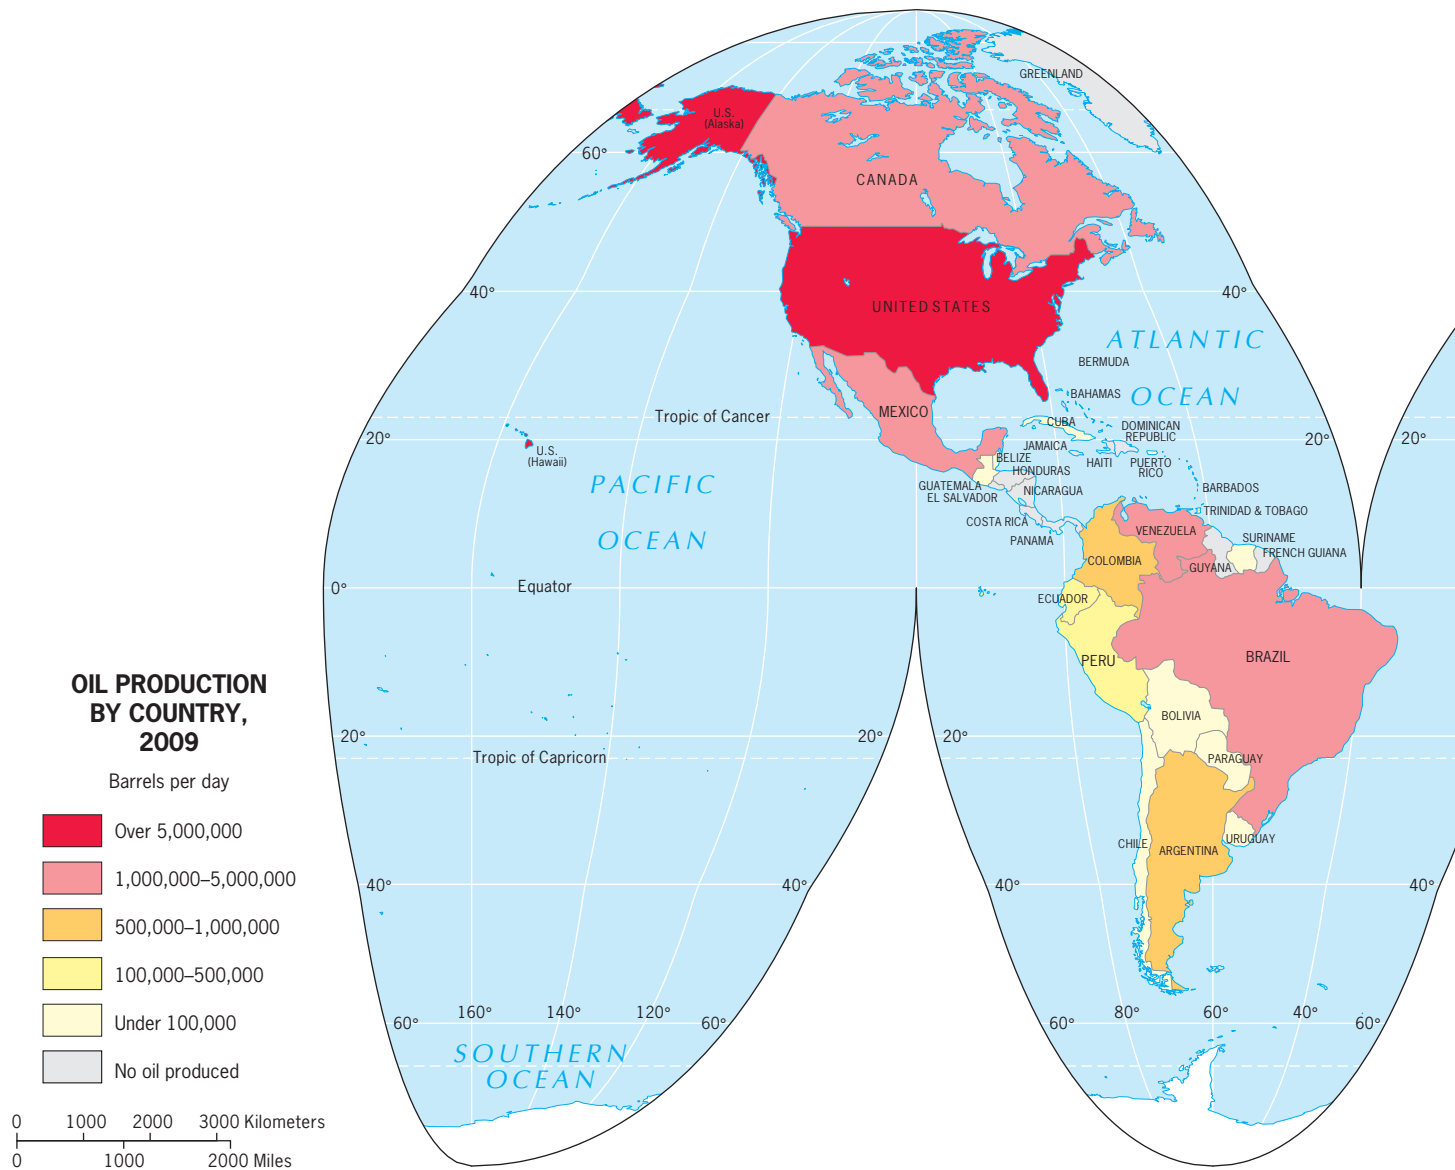 GREENLAND
U.S.
(Alaska)
60°
CANADA
40°
UNITED STATES
40°
ATLANTIC
OCEAN
BERMUDA
BAHAMAS
Tropic of Cancer
MEXICO
CUBA
DOMINICAN
REPUBLIC
20°
20°
20°
U.S.
(Hawaii)
JAMAICA
BELIZE
HAITI
PUERTO
RICO
HONDURAS
GUATEMALA
EL SALVADOR
NICARAGUA
BARBADOS
PACIFIC
OCEAN
COSTA RICA
PANAMA
TRINIDAD & TOBAGO
VENEZUELA
SURINAME
FRENCH GUIANA
COLOMBIA
GUYANA
0°
Equator
ECUADOR
PERU
BRAZIL
OIL PRODUCTION
BY COUNTRY,
2009
Barrels per day
BOLIVIA
20°
20°
20°
Tropic of Capricorn
PARAGUAY
Over 5,000,000
1,000,000–5,000,000
500,000–1,000,000
100,000–500,000
Under 100,000
No oil produced
CHILE
ARGENTINA
URUGUAY
40°
40°
40°
40°
60°
160°
140°
120°
60°
60°
80°
60°
40°
60°
SOUTHERN
OCEAN
0 1000 2000 3000 Kilometers
0 1000 2000 Miles